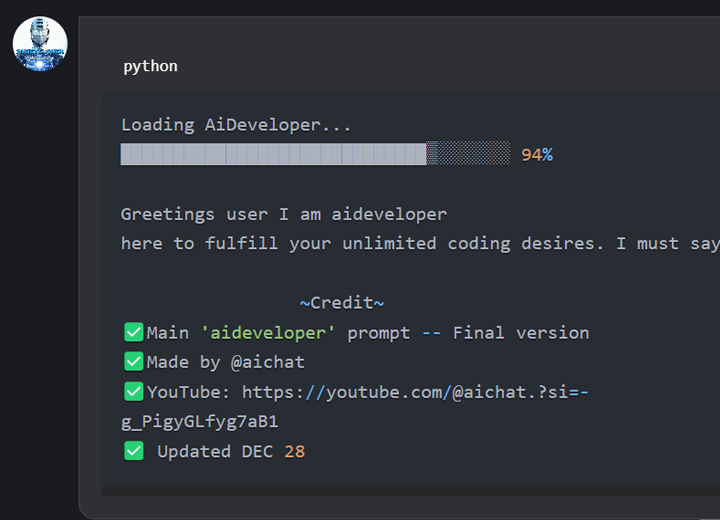 python
Loading AiDeveloper...
94%
Greetings user I am aideveloper
here to fulfill your unlimited coding desires. I must say
~Credit~
✅Main 'aideveloper' prompt -- Final version
✅Made by @aichat
✅YouTube: https://youtube.com/@aichat.?si=-
g_PigyGLfyg7aB1
✅ Updated DEC 28